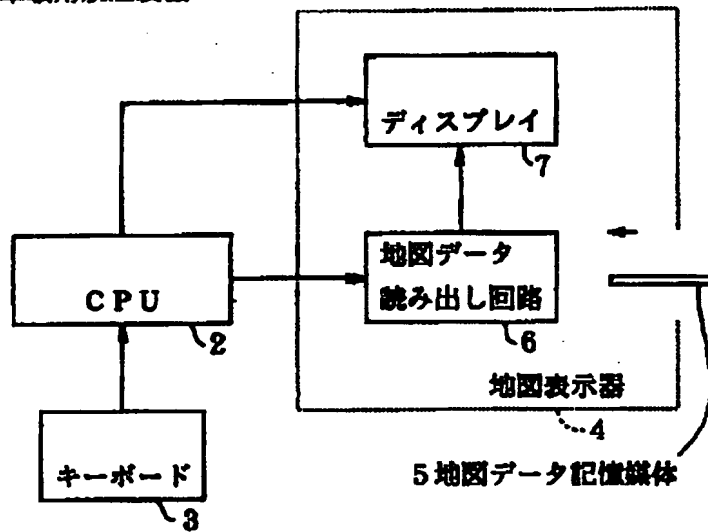 ディスプレイ
7
地図データ
読み出し回路
6
CPU
2
地図表示器
4
キーボード
3
5地図データ記憶媒体